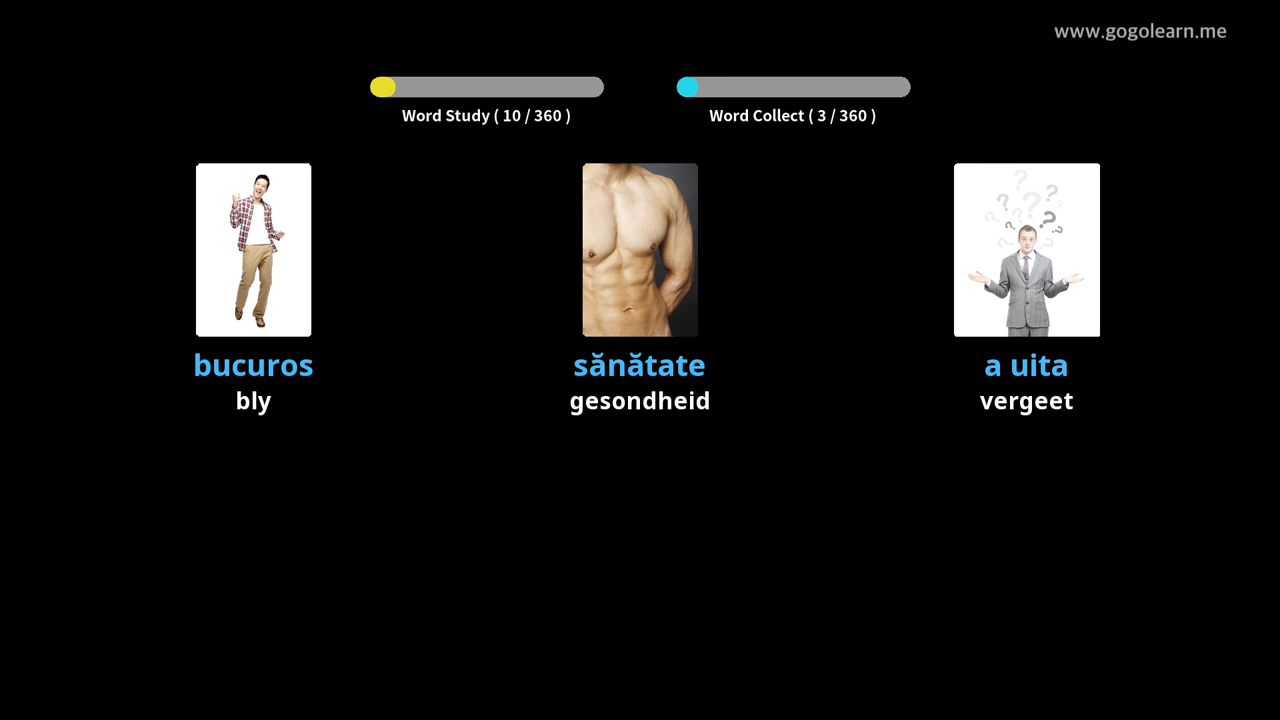 www.gogolearn.me
Word Study ( 10 / 360 )
Word Collect ( 3 / 360 )
bucuros
bly
sănătate
gesondheid
a uita
vergeet